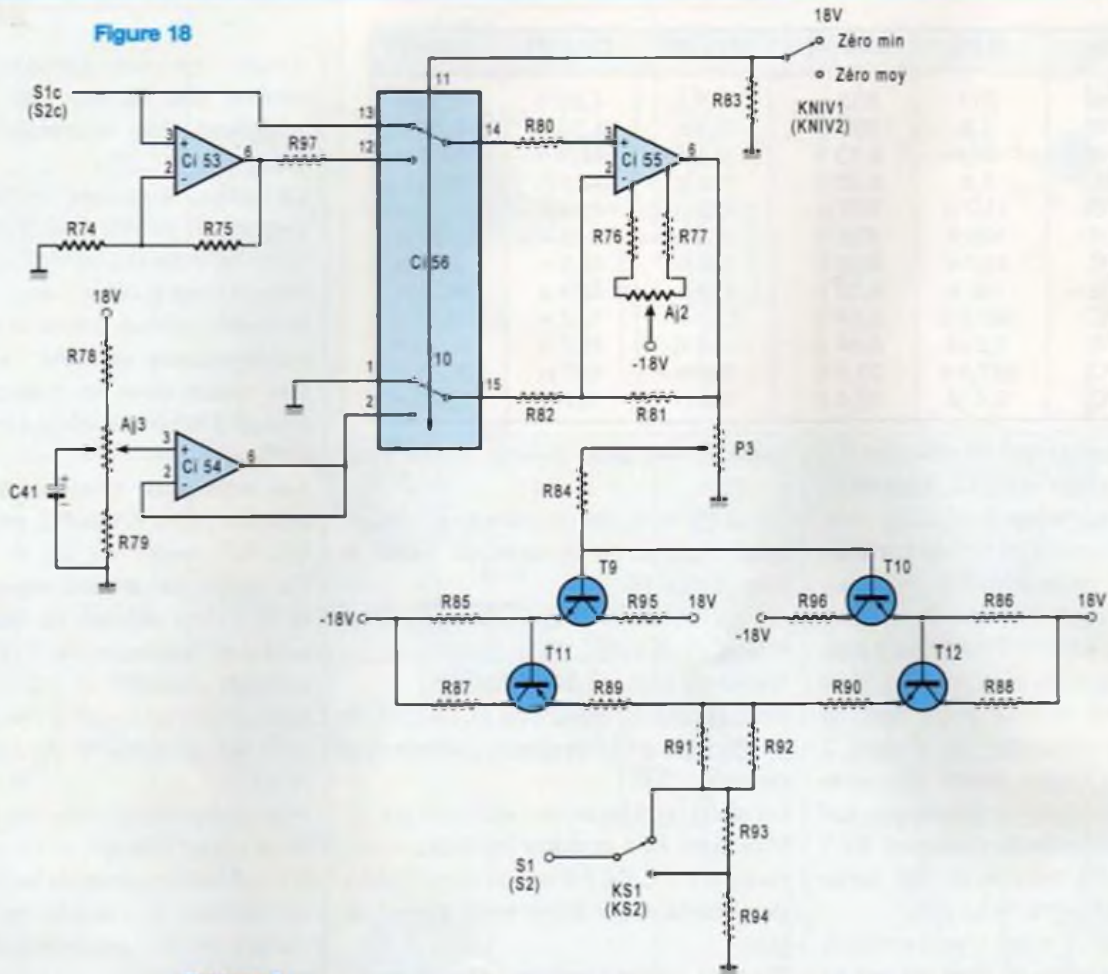 Figure 18
18V
Zéro min
Zéro moy
KNIV1
(KNIV2)
R83
S1c
(S2c)
11
13
12
14
3
2
6
+
-
Ci 53
R97
R80
R74
R75
Ci 56
3
2
6
+
-
Ci 55
R76
R77
Aj2
-18V
18V
R78
Aj3
C41
+
-
R79
3
2
6
+
-
Ci 54
1
2
10
15
R82
R81
P3
R84
T9
T10
-18V
R85
R95
18V
R96
-18V
R86
18V
T11
T12
R87
R89
R90
R88
R91
R92
R93
S1
(S2)
KS1
(KS2)
R94